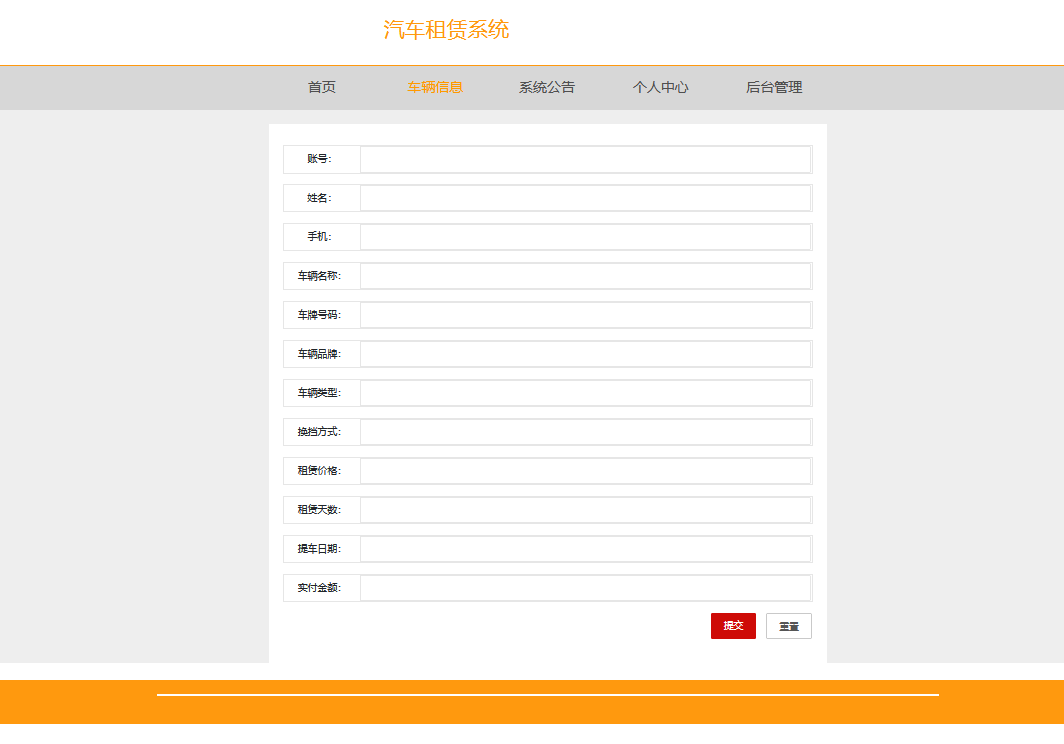 汽车租赁系统
首页 车辆信息 系统公告 个人中心 后台管理
账号:
姓名:
手机:
车辆名称:
车牌号码:
车辆品牌:
车辆类型:
换挡方式:
租赁价格:
租赁天数:
提车日期:
实付金额:
提交 重置